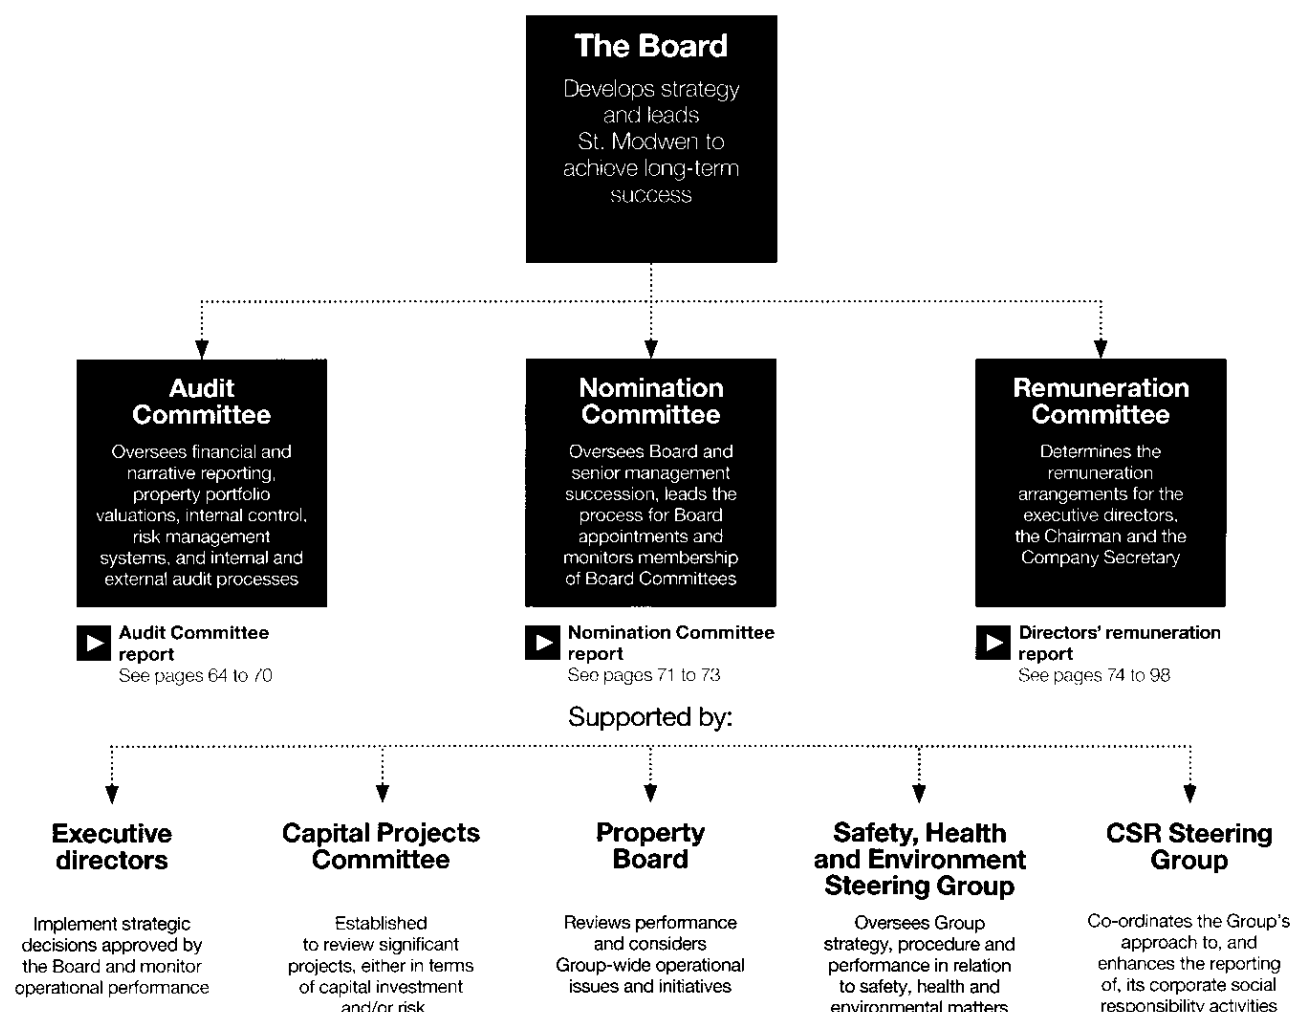 The Board
Develops strategy
and leads
St. Modwen to
achieve long-term
success
Audit
Committee
Oversees financial and
narrative reporting,
property portfolio
valuations, internal control,
risk management
systems, and internal and
external audit processes
Audit Committee
report
See pages 64 to 70
Nomination
Committee
Oversees Board and
senior management
succession, leads the
process for Board
appointments and
monitors membership
of Board Committees
Nomination Committee
report
See pages 71 to 73
Remuneration
Committee
Determines the
remuneration
arrangements for the
executive directors,
the Chairman and the
Company Secretary
Directors' remuneration
report
See pages 74 to 98
Supported by:
Executive
directors
Implement strategic
decisions approved by
the Board and monitor
operational performance
Capital Projects
Committee
Established
to review significant
projects, either in terms
of capital investment
and/or risk
Property
Board
Reviews performance
and considers
Group-wide operational
issues and initiatives
Safety, Health
and Environment
Steering Group
Oversees Group
strategy, procedure and
performance in relation
to safety, health and
environmental matters
CSR Steering
Group
Co-ordinates the Group's
approach to, and
enhances the reporting
of, its corporate social
responsibility activities